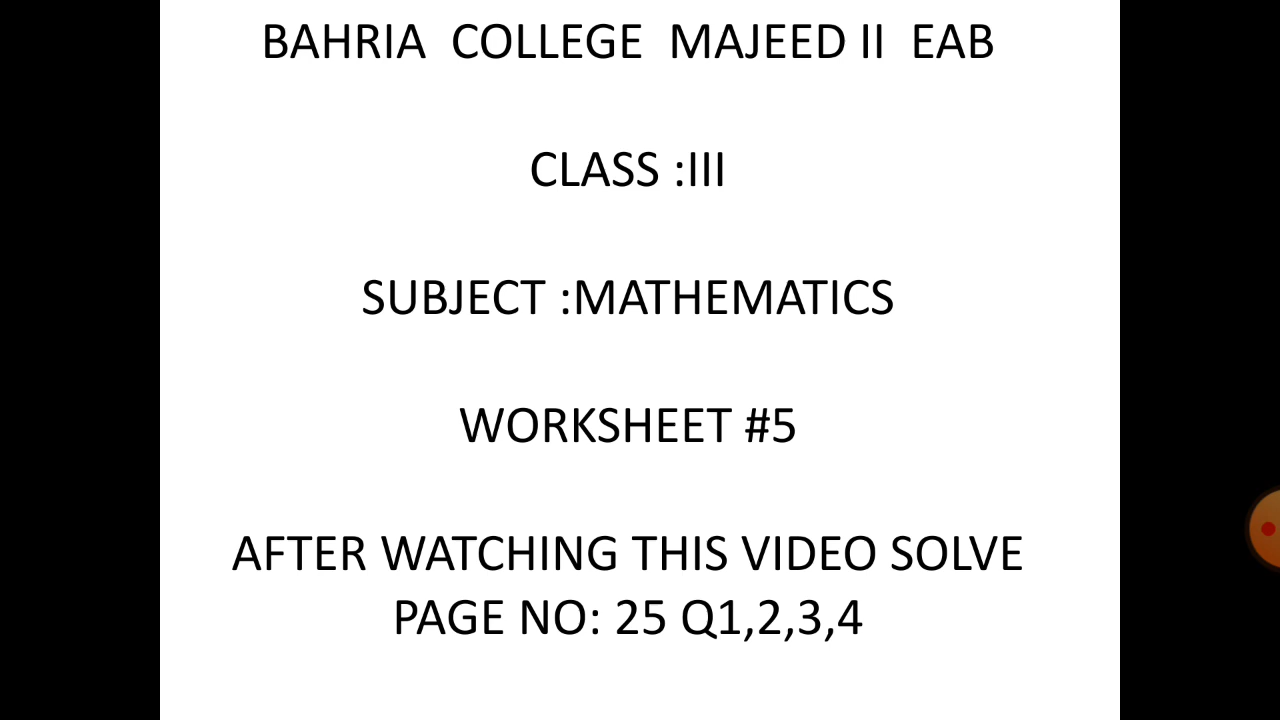 BAHRIA COLLEGE MAJEED II EAB
CLASS :III
SUBJECT :MATHEMATICS
WORKSHEET #5
AFTER WATCHING THIS VIDEO SOLVE
PAGE NO: 25 Q1,2,3,4